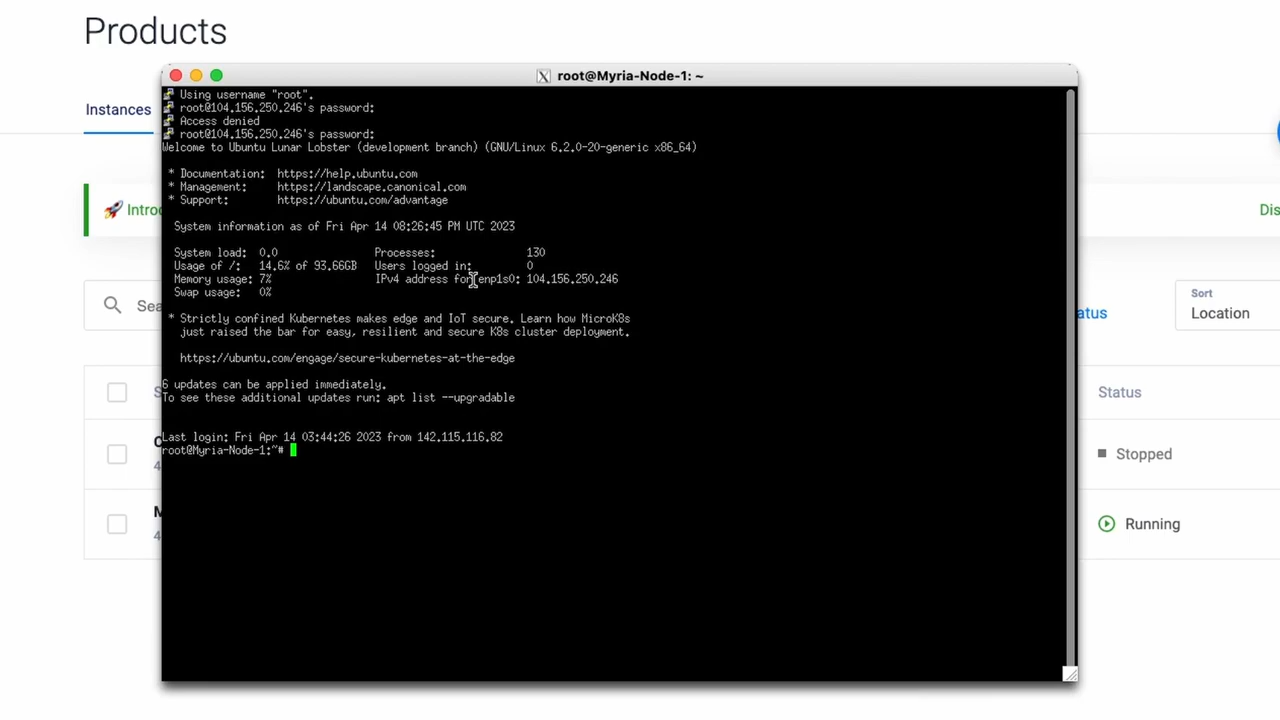 Products
Instances
Intro
Dis
Sea
atus
Sort
Location
Status
Stopped
Running
root@Myria-Node-1: ~
Using username "root".
root@104.156.250.246's password:
Access denied
root@104.156.250.246's password:
Welcome to Ubuntu Lunar Lobster (development branch) (GNU/Linux 6.2.0-20-generic x86_64)
* Documentation: https://help.ubuntu.com
* Management: https://landscape.canonical.com
* Support: https://ubuntu.com/advantage
System information as of Fri Apr 14 08:26:45 PM UTC 2023
System load: 0.0 Processes: 130
Usage of /: 14.6% of 93.66GB Users logged in: 0
Memory usage: 7% IPv4 address for enp1s0: 104.156.250.246
Swap usage: 0%
* Strictly confined Kubernetes makes edge and IoT secure. Learn how MicroK8s
just raised the bar for easy, resilient and secure K8s cluster deployment.
https://ubuntu.com/engage/secure-kubernetes-at-the-edge
6 updates can be applied immediately.
To see these additional updates run: apt list --upgradable
Last login: Fri Apr 14 03:44:26 2023 from 142.115.116.82
root@Myria-Node-1:~#